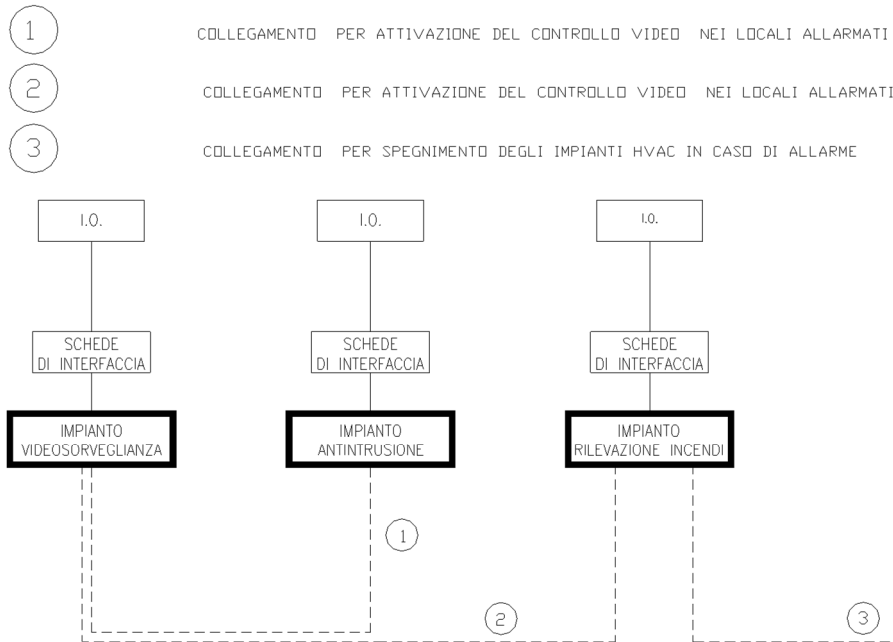 1 COLLEGAMENTO PER ATTIVAZIONE DEL CONTROLLO VIDEO NEI LOCALI ALLARMATI
2 COLLEGAMENTO PER ATTIVAZIONE DEL CONTROLLO VIDEO NEI LOCALI ALLARMATI
3 COLLEGAMENTO PER SPEGNIMENTO DEGLI IMPIANTI HVAC IN CASO DI ALLARME
I.O. I.O. I.O.
SCHEDE SCHEDE SCHEDE
DI INTERFACCIA DI INTERFACCIA DI INTERFACCIA
IMPIANTO IMPIANTO IMPIANTO
VIDEOSORVEGLIANZA ANTINTRUSIONE RILEVAZIONE INCENDI
1
2 3